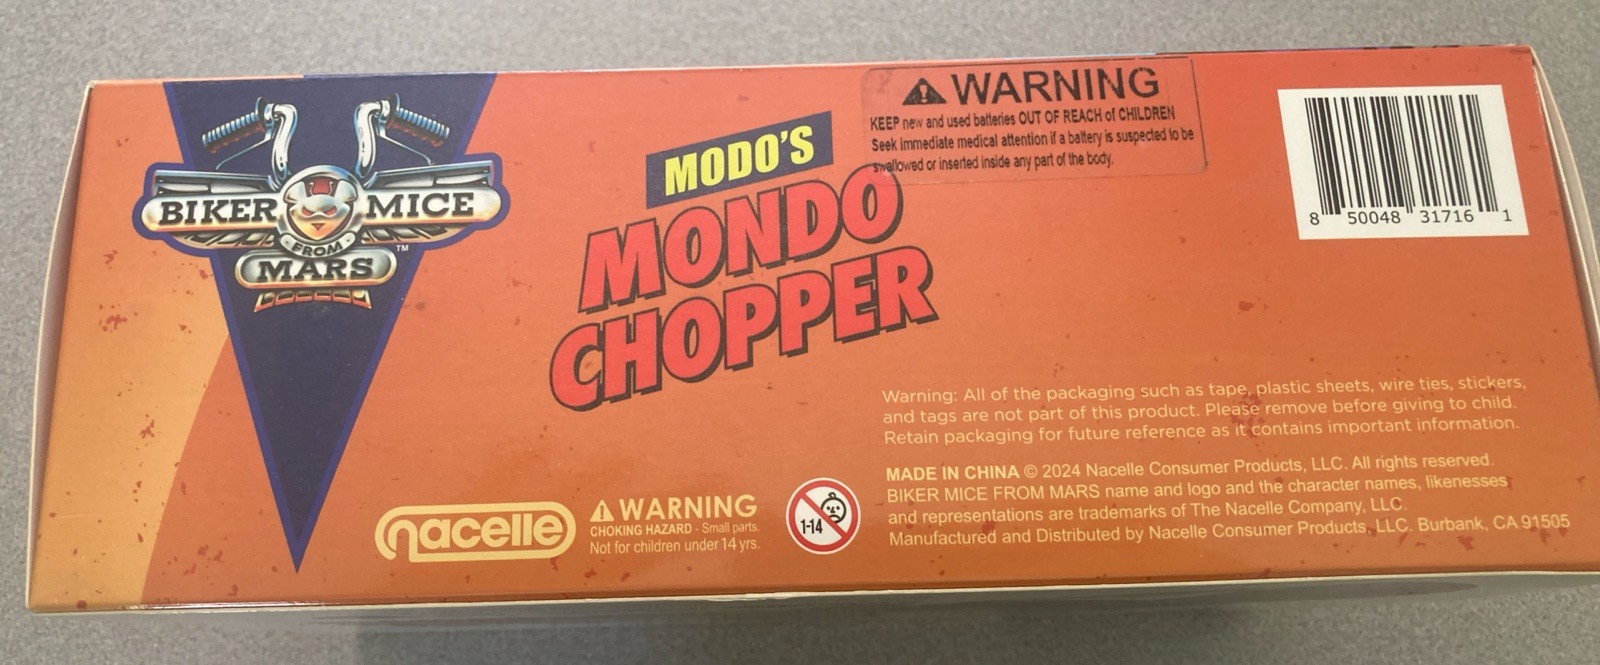 BIKER MICE
FROM
MARS™
MODO'S
MONDO
CHOPPER
⚠ WARNING
KEEP new and used batteries OUT OF REACH of CHILDREN
Seek immediate medical attention if a battery is suspected to be
swallowed or inserted inside any part of the body.
8 50048 31716 1
Warning: All of the packaging such as tape, plastic sheets, wire ties, stickers,
and tags are not part of this product. Please remove before giving to child.
Retain packaging for future reference as it contains important information.
nacelle
⚠ WARNING
CHOKING HAZARD - Small parts.
Not for children under 14 yrs.
1-14
MADE IN CHINA © 2024 Nacelle Consumer Products, LLC. All rights reserved.
BIKER MICE FROM MARS name and logo and the character names, likenesses
and representations are trademarks of The Nacelle Company, LLC.
Manufactured and Distributed by Nacelle Consumer Products, LLC. Burbank, CA 91505